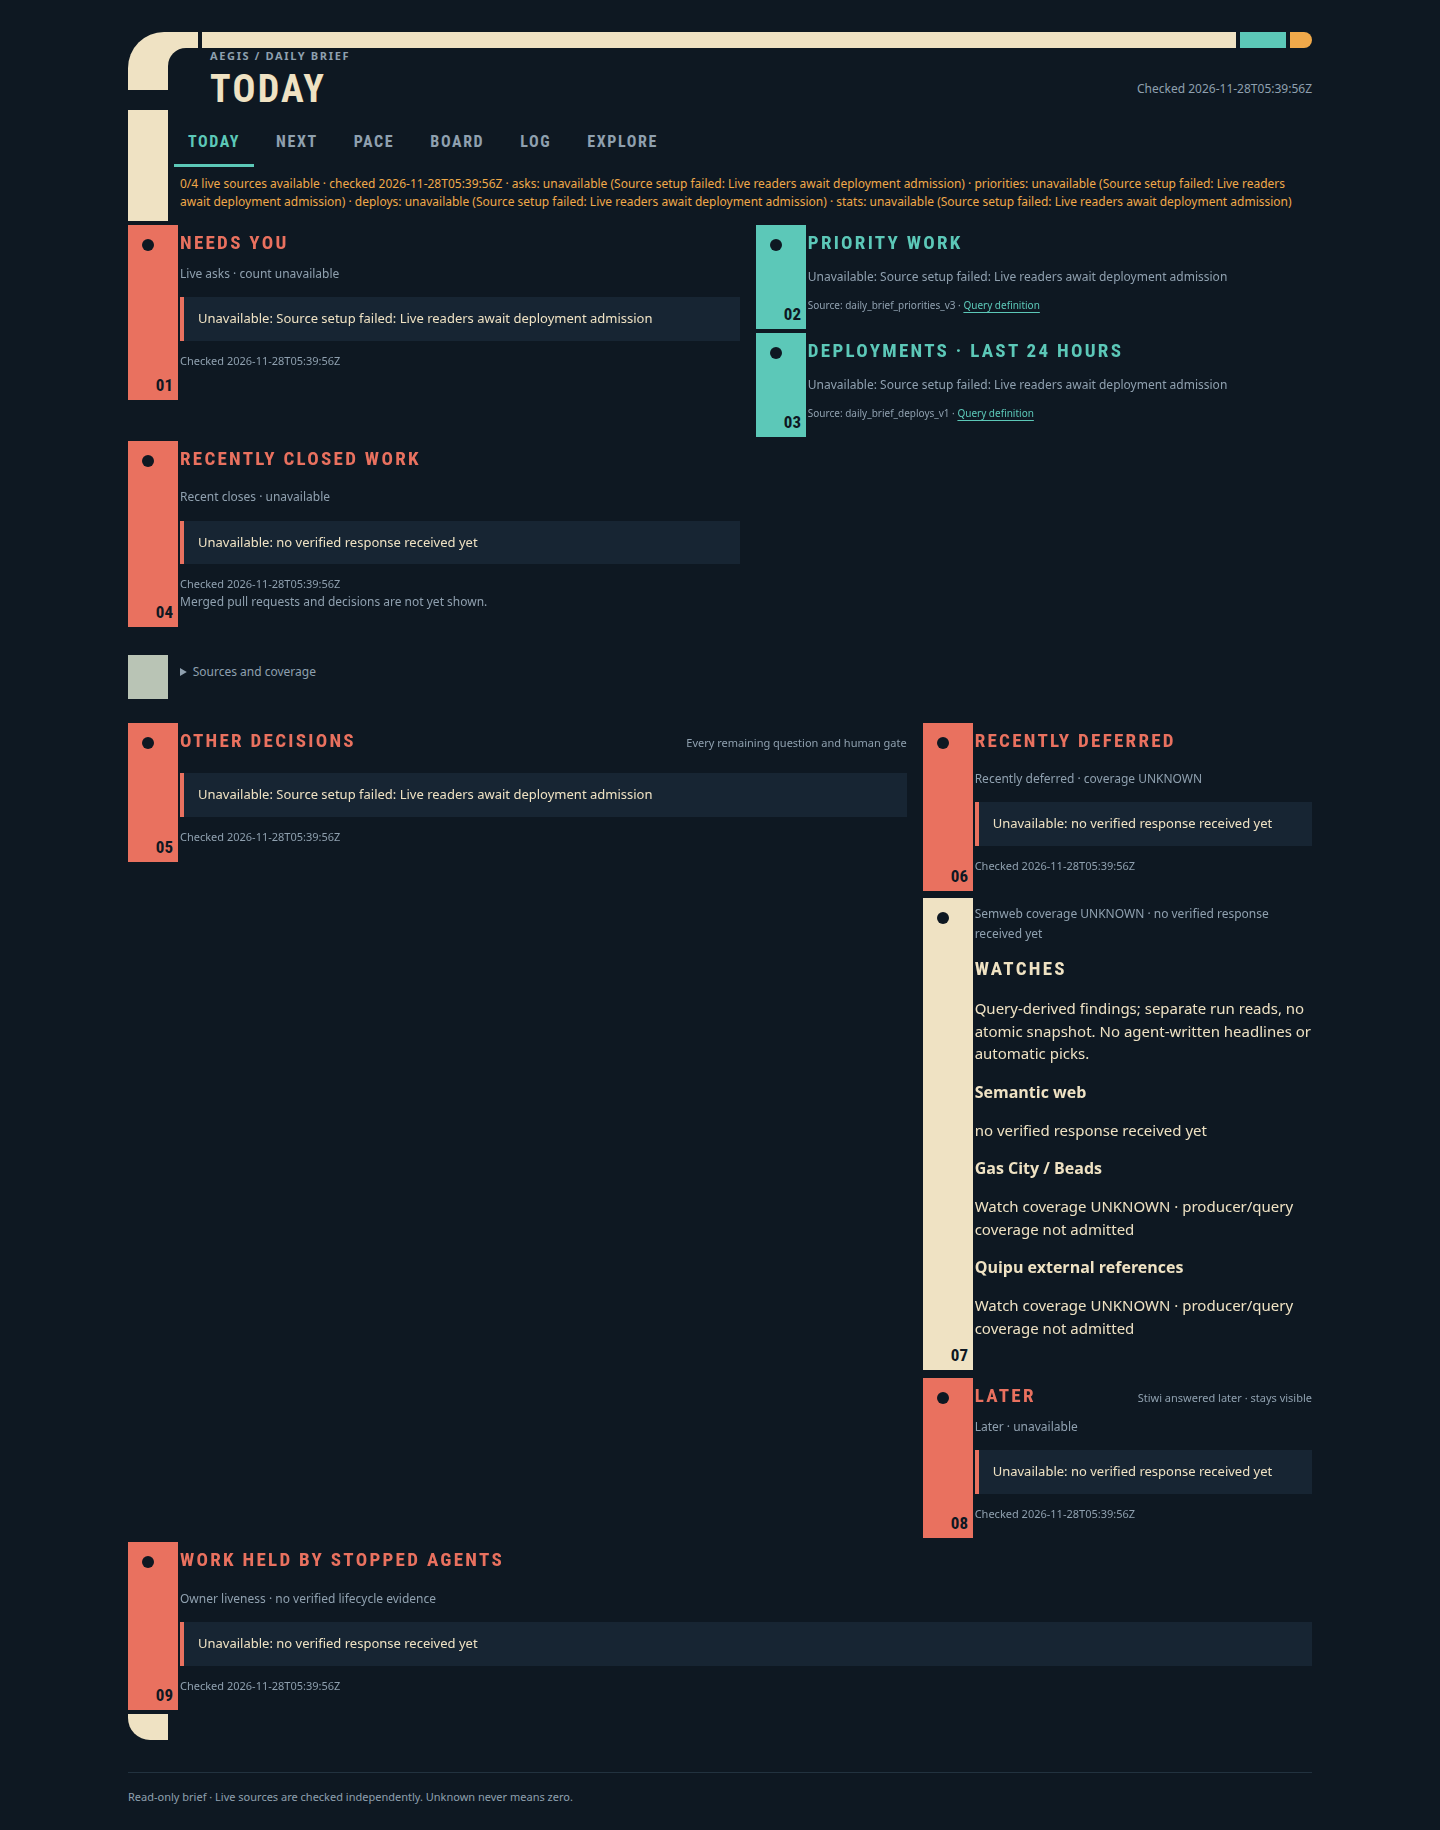 AEGIS / DAILY BRIEF
TODAY
Checked 2026-11-28T05:39:56Z
TODAY NEXT PACE BOARD LOG EXPLORE
0/4 live sources available · checked 2026-11-28T05:39:56Z · asks: unavailable (Source setup failed: Live readers await deployment admission) · priorities: unavailable (Source setup failed: Live readers
await deployment admission) · deploys: unavailable (Source setup failed: Live readers await deployment admission) · stats: unavailable (Source setup failed: Live readers await deployment admission)
NEEDS YOU
Live asks · count unavailable
Unavailable: Source setup failed: Live readers await deployment admission
Checked 2026-11-28T05:39:56Z
01
PRIORITY WORK
Unavailable: Source setup failed: Live readers await deployment admission
Source: daily_brief_priorities_v3 · Query definition
02
DEPLOYMENTS · LAST 24 HOURS
Unavailable: Source setup failed: Live readers await deployment admission
Source: daily_brief_deploys_v1 · Query definition
03
RECENTLY CLOSED WORK
Recent closes · unavailable
Unavailable: no verified response received yet
Checked 2026-11-28T05:39:56Z
Merged pull requests and decisions are not yet shown.
04
▶ Sources and coverage
OTHER DECISIONS
Every remaining question and human gate
Unavailable: Source setup failed: Live readers await deployment admission
Checked 2026-11-28T05:39:56Z
05
RECENTLY DEFERRED
Recently deferred · coverage UNKNOWN
Unavailable: no verified response received yet
Checked 2026-11-28T05:39:56Z
06
Semweb coverage UNKNOWN · no verified response
received yet
WATCHES
Query-derived findings; separate run reads, no
atomic snapshot. No agent-written headlines or
automatic picks.
Semantic web
no verified response received yet
Gas City / Beads
Watch coverage UNKNOWN · producer/query
coverage not admitted
Quipu external references
Watch coverage UNKNOWN · producer/query
coverage not admitted
07
LATER
Stiwi answered later · stays visible
Later · unavailable
Unavailable: no verified response received yet
Checked 2026-11-28T05:39:56Z
08
WORK HELD BY STOPPED AGENTS
Owner liveness · no verified lifecycle evidence
Unavailable: no verified response received yet
Checked 2026-11-28T05:39:56Z
09
Read-only brief · Live sources are checked independently. Unknown never means zero.